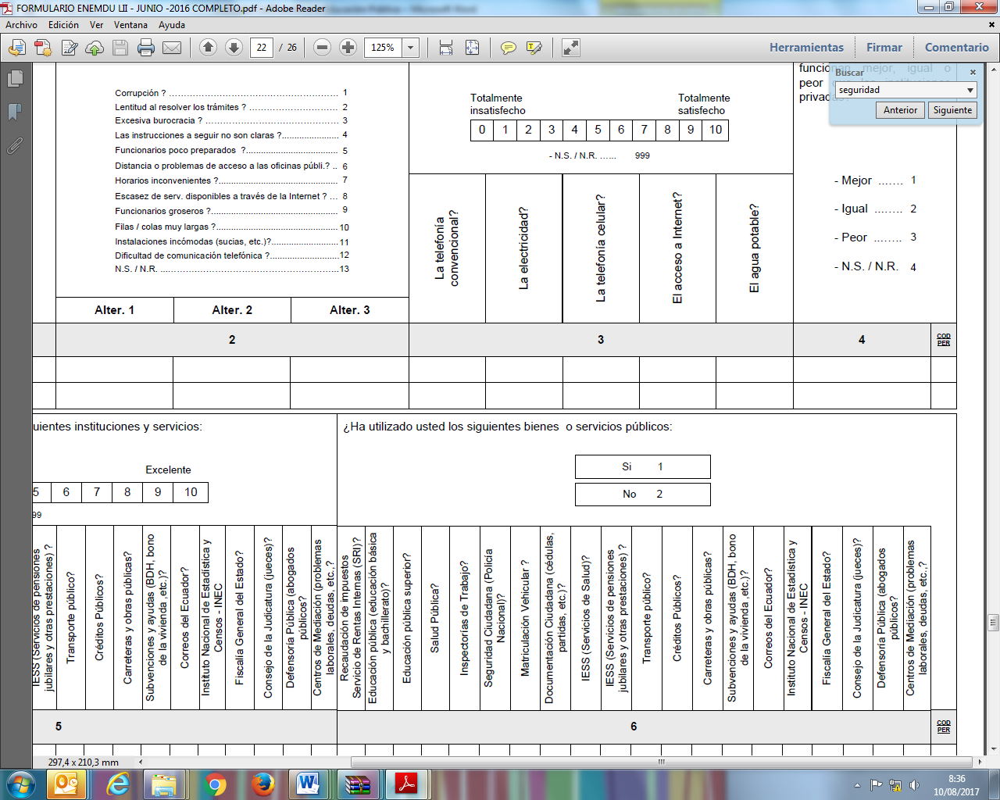 FORMULARIO ENEMDU LII - JUNIO -2016 COMPLETO.pdf - Adobe Reader
Archivo Edición Ver Ventana Ayuda
22 / 26 125% Herramientas Firmar Comentario
Buscar
seguridad
Anterior Siguiente
funcionan mejor, igual o
peor
privadas?
Corrupción ? 1
Lentitud al resolver los trámites ? 2
Excesiva burocracia ? 3
Las instrucciones a seguir no son claras ? 4
Funcionarios poco preparados ? 5
Distancia o problemas de acceso a las oficinas públi.? .. 6
Horarios inconvenientes ? 7
Escasez de serv. disponibles a través de la Internet ? ... 8
Funcionarios groseros ? 9
Filas / colas muy largas ? 10
Instalaciones incómodas (sucias, etc.)? 11
Dificultad de comunicación telefónica ? 12
N.S. / N.R. 13
Alter. 1 Alter. 2 Alter. 3
Totalmente insatisfecho
Totalmente satisfecho
0 1 2 3 4 5 6 7 8 9 10
- N.S. / N.R. ...... 999
La telefonía convencional?
La electricidad?
La telefonía celular?
El acceso a Internet?
El agua potable?
- Mejor ....... 1
- Igual ........ 2
- Peor ........ 3
- N.S. / N.R. 4
2 3 4 COD PER
uientes instituciones y servicios:
Excelente
5 6 7 8 9 10
99
IESS (Servicios de pensiones jubilares y otras prestaciones) ?
Transporte público?
Créditos Públicos?
Carreteras y obras públicas?
Subvenciones y ayudas (BDH, bono de la vivienda ,etc.)?
Correos del Ecuador?
Instituto Nacional de Estadística y Censos - INEC
Fiscalía General del Estado?
Consejo de la Judicatura (jueces)?
Defensoría Pública (abogados públicos?
Centros de Mediación (problemas laborales, deudas, etc.,?
¿Ha utilizado usted los siguientes bienes o servicios públicos:
Si 1
No 2
Recaudación de impuestos Servicio de Rentas Internas (SRI)?
Educación pública (educación básica y bachillerato)?
Educación pública superior?
Salud Pública?
Inspectorías de Trabajo?
Seguridad Ciudadana (Policía Nacional)?
Matriculación Vehicular ?
Documentación Ciudadana (cédulas, partidas, etc.)?
IESS (Servicios de Salud)?
IESS (Servicios de pensiones jubilares y otras prestaciones) ?
Transporte público?
Créditos Públicos?
Carreteras y obras públicas?
Subvenciones y ayudas (BDH, bono de la vivienda ,etc.)?
Correos del Ecuador?
Instituto Nacional de Estadística y Censos - INEC
Fiscalía General del Estado?
Consejo de la Judicatura (jueces)?
Defensoría Pública (abogados públicos?
Centros de Mediación (problemas laborales, deudas, etc.,?
5 6 COD PER
297,4 x 210,3 mm
8:36
10/08/2017